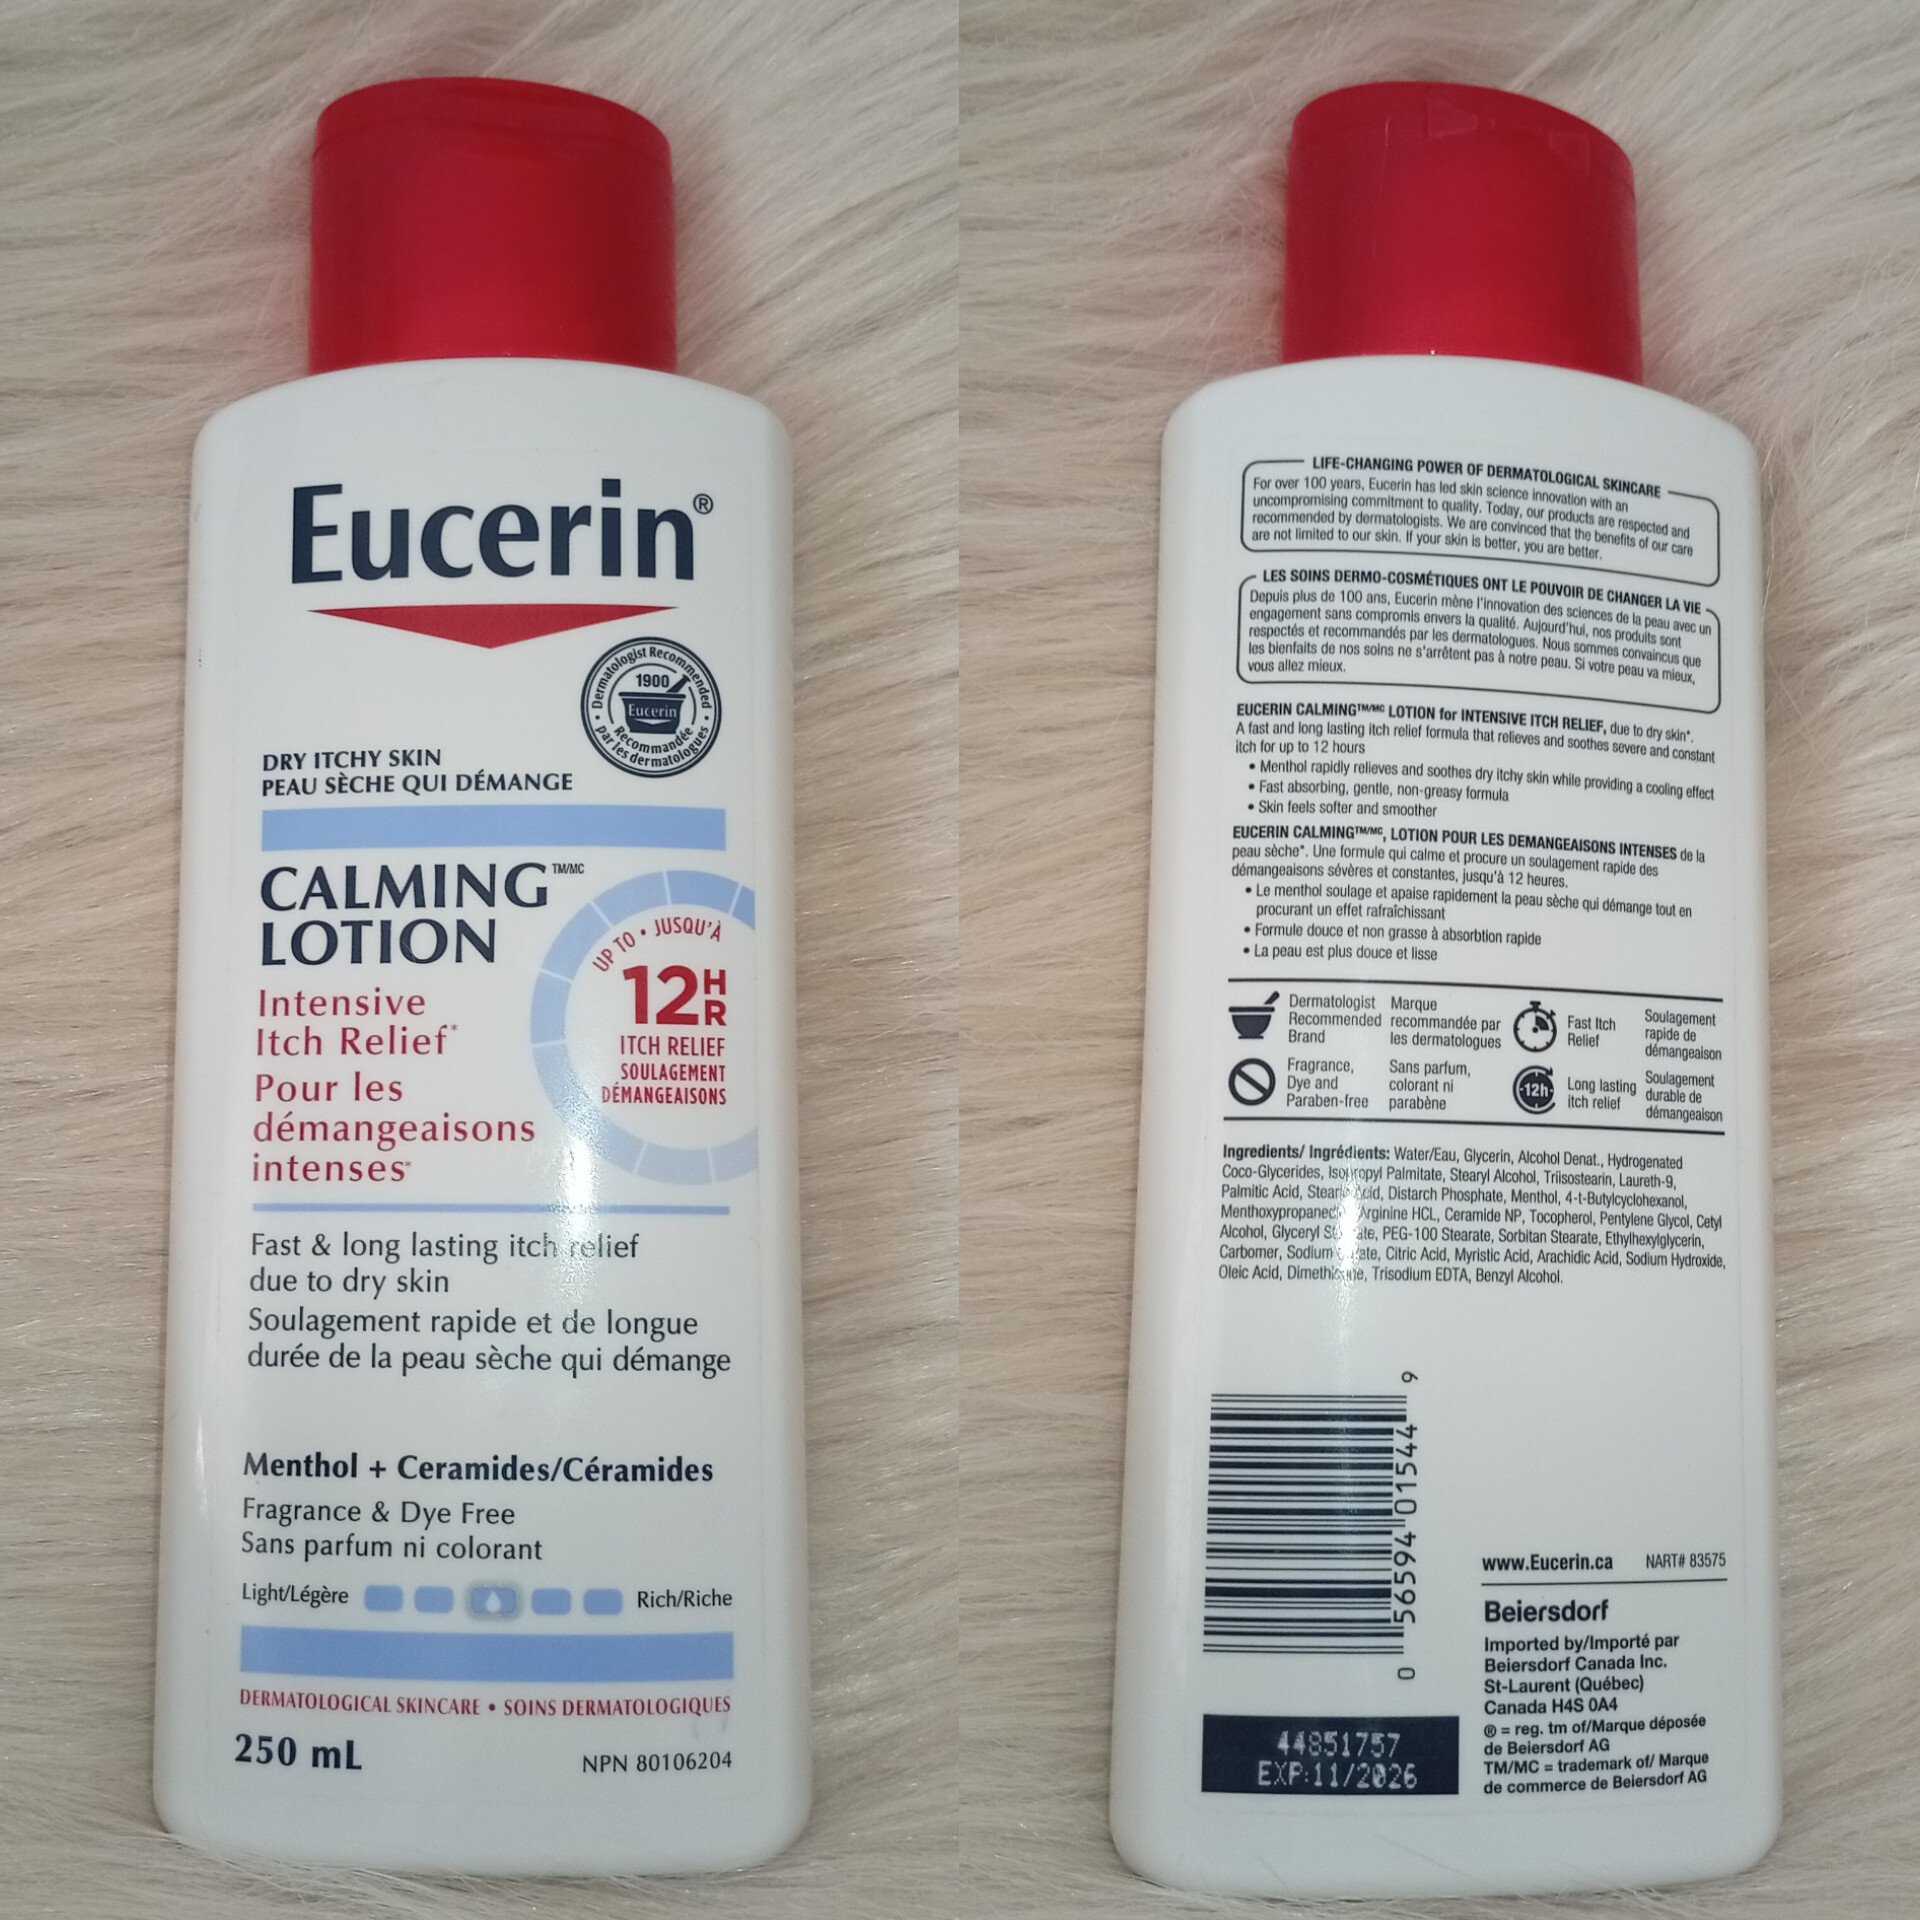 Eucerin®
• Dermatologist Recommended •
1900
Eucerin
Recommandée
par les dermatologues
DRY ITCHY SKIN
PEAU SÈCHE QUI DÉMANGE
CALMING™/MC
LOTION
Intensive
Itch Relief*
Pour les
démangeaisons
intenses*
UP TO • JUSQU'À
12HR
ITCH RELIEF
SOULAGEMENT
DÉMANGEAISONS
Fast & long lasting itch relief
due to dry skin
Soulagement rapide et de longue
durée de la peau sèche qui démange
Menthol + Ceramides/Céramides
Fragrance & Dye Free
Sans parfum ni colorant
Light/Légère Rich/Riche
DERMATOLOGICAL SKINCARE • SOINS DERMATOLOGIQUES
250 mL NPN 80106204
LIFE-CHANGING POWER OF DERMATOLOGICAL SKINCARE
For over 100 years, Eucerin has led skin science innovation with an
uncompromising commitment to quality. Today, our products are respected and
recommended by dermatologists. We are convinced that the benefits of our care
are not limited to our skin. If your skin is better, you are better.
LES SOINS DERMO-COSMÉTIQUES ONT LE POUVOIR DE CHANGER LA VIE
Depuis plus de 100 ans, Eucerin mène l'innovation des sciences de la peau avec un
engagement sans compromis envers la qualité. Aujourd'hui, nos produits sont
respectés et recommandés par les dermatologues. Nous sommes convaincus que
les bienfaits de nos soins ne s'arrêtent pas à notre peau. Si votre peau va mieux,
vous allez mieux.
EUCERIN CALMING™/MC LOTION for INTENSIVE ITCH RELIEF, due to dry skin*.
A fast and long lasting itch relief formula that relieves and soothes severe and constant
itch for up to 12 hours
• Menthol rapidly relieves and soothes dry itchy skin while providing a cooling effect
• Fast absorbing, gentle, non-greasy formula
• Skin feels softer and smoother
EUCERIN CALMING™/MC, LOTION POUR LES DEMANGEAISONS INTENSES de la
peau sèche*. Une formule qui calme et procure un soulagement rapide des
démangeaisons sévères et constantes, jusqu'à 12 heures.
• Le menthol soulage et apaise rapidement la peau sèche qui démange tout en
procurant un effet rafraîchissant
• Formule douce et non grasse à absorbtion rapide
• La peau est plus douce et lisse
Dermatologist
Recommended
Brand
Marque
recommandée par
les dermatologues
Fast Itch
Relief
Soulagement
rapide de
démangeaison
Fragrance,
Dye and
Paraben-free
Sans parfum,
colorant ni
parabène
12h
Long lasting
itch relief
Soulagement
durable de
démangeaison
Ingredients/ Ingrédients: Water/Eau, Glycerin, Alcohol Denat., Hydrogenated
Coco-Glycerides, Isopropyl Palmitate, Stearyl Alcohol, Triisostearin, Laureth-9,
Palmitic Acid, Stearic Acid, Distarch Phosphate, Menthol, 4-t-Butylcyclohexanol,
Arginine HCL, Ceramide NP, Tocopherol, Pentylene Glycol, Cetyl
Alcohol, Glyceryl Stearate, PEG-100 Stearate, Sorbitan Stearate, Ethylhexylglycerin,
Carbomer, Sodium Citric Acid, Myristic Acid, Arachidic Acid, Sodium Hydroxide,
Oleic Acid, Dimethicone, Trisodium EDTA, Benzyl Alcohol.
0 56594 01544 9
www.Eucerin.ca NART# 83575
Beiersdorf
Imported by/Importé par
Beiersdorf Canada Inc.
St-Laurent (Québec)
Canada H4S 0A4
® = reg. tm of/Marque déposée
de Beiersdorf AG
TM/MC = trademark of/ Marque
de commerce de Beiersdorf AG
44851757
EXP:11/2026